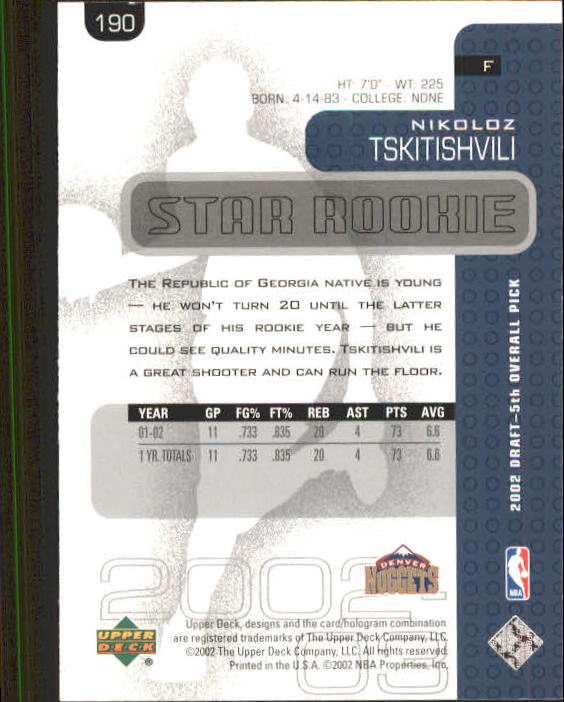 190
F
HT: 7'0" · WT: 225
BORN: 4-14-83 · COLLEGE: NONE
NIKOLOZ
TSKITISHVILI
STAR ROOKIE
THE REPUBLIC OF GEORGIA NATIVE IS YOUNG
— HE WON'T TURN 20 UNTIL THE LATTER
STAGES OF HIS ROOKIE YEAR — BUT HE
COULD SEE QUALITY MINUTES. TSKITISHVILI IS
A GREAT SHOOTER AND CAN RUN THE FLOOR.
YEAR GP FG% FT% REB AST PTS AVG
01-02 11 .733 .835 20 4 73 6.6
1 YR. TOTALS 11 .733 .835 20 4 73 6.6
2002 DRAFT-5th OVERALL PICK
DENVER
NUGGETS
NBA
2002-
03
UPPER
DECK
®
Upper Deck, designs and the card/hologram combination
are registered trademarks of The Upper Deck Company, LLC.
©2002 The Upper Deck Company, LLC. All rights reserved.
Printed in the U.S.A. ©2002 NBA Properties, Inc.